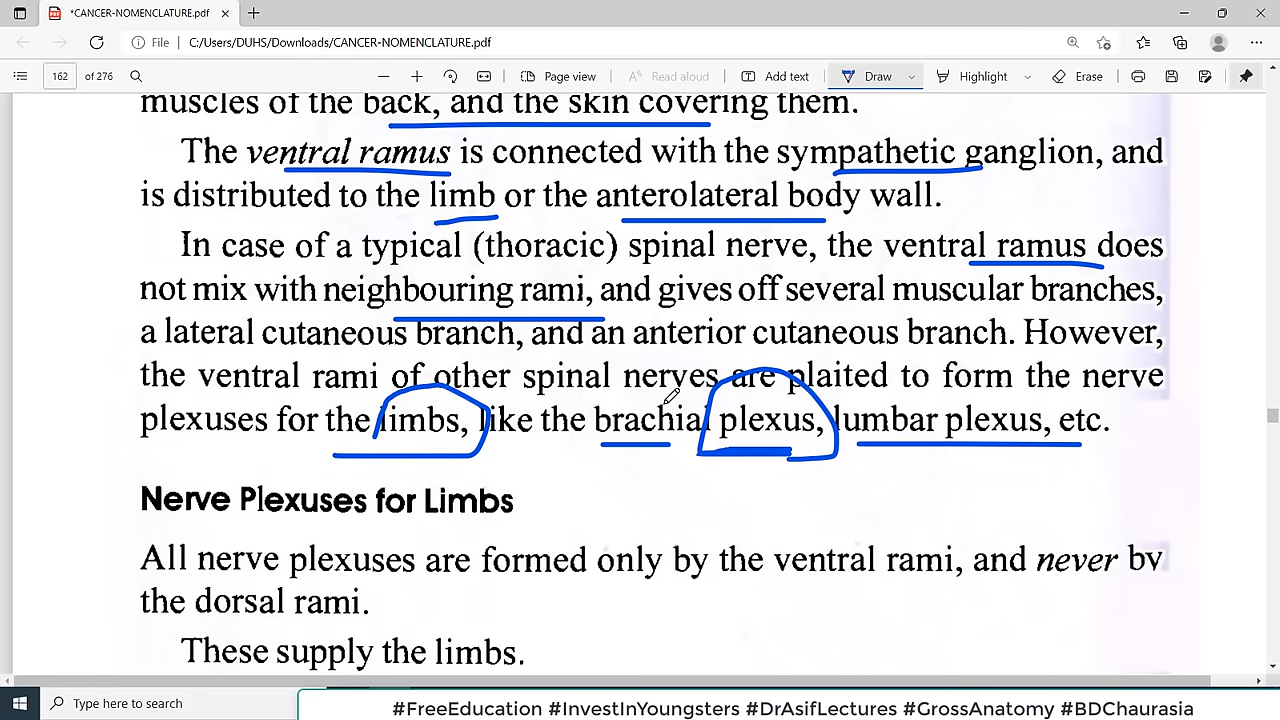 *CANCER-NOMENCLATURE.pdf
File C:/Users/DUHS/Downloads/CANCER-NOMENCLATURE.pdf
162 of 276 Page view Read aloud Add text Draw Highlight Erase
muscles of the back, and the skin covering them.
The ventral ramus is connected with the sympathetic ganglion, and
is distributed to the limb or the anterolateral body wall.
In case of a typical (thoracic) spinal nerve, the ventral ramus does
not mix with neighbouring rami, and gives off several muscular branches,
a lateral cutaneous branch, and an anterior cutaneous branch. However,
the ventral rami of other spinal nerves are plaited to form the nerve
plexuses for the limbs, like the brachial plexus, lumbar plexus, etc.
Nerve Plexuses for Limbs
All nerve plexuses are formed only by the ventral rami, and never by
the dorsal rami.
These supply the limbs.
Type here to search
#FreeEducation #InvestInYoungsters #DrAsifLectures #GrossAnatomy #BDChaurasia